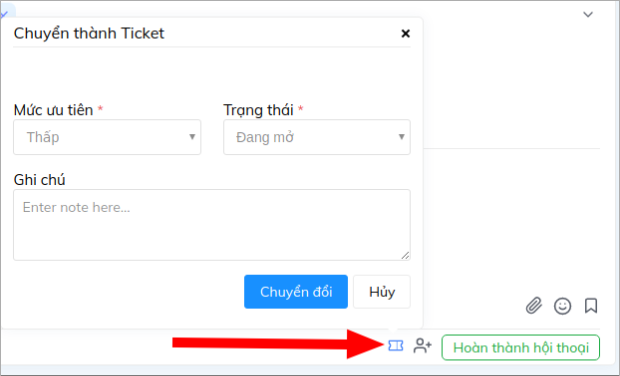 Chuyển thành Ticket
Mức ưu tiên * Trạng thái *
Thấp Đang mở
Ghi chú
Enter note here...
Chuyển đổi Hủy
Hoàn thành hội thoại